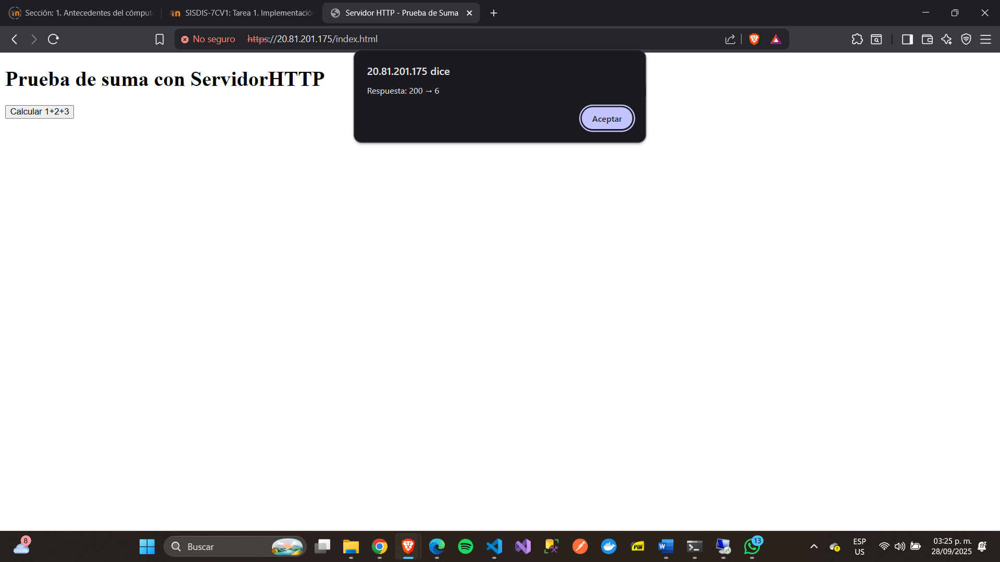 Sección: 1. Antecedentes del cómput
SISDIS-7CV1: Tarea 1. Implementació
Servidor HTTP - Prueba de Suma
No seguro https://20.81.201.175/index.html
20.81.201.175 dice
Respuesta: 200 → 6
Aceptar
Prueba de suma con ServidorHTTP
Calcular 1+2+3
8
Buscar
PDF
W
13
ESP
US
03:25 p. m.
28/09/2025